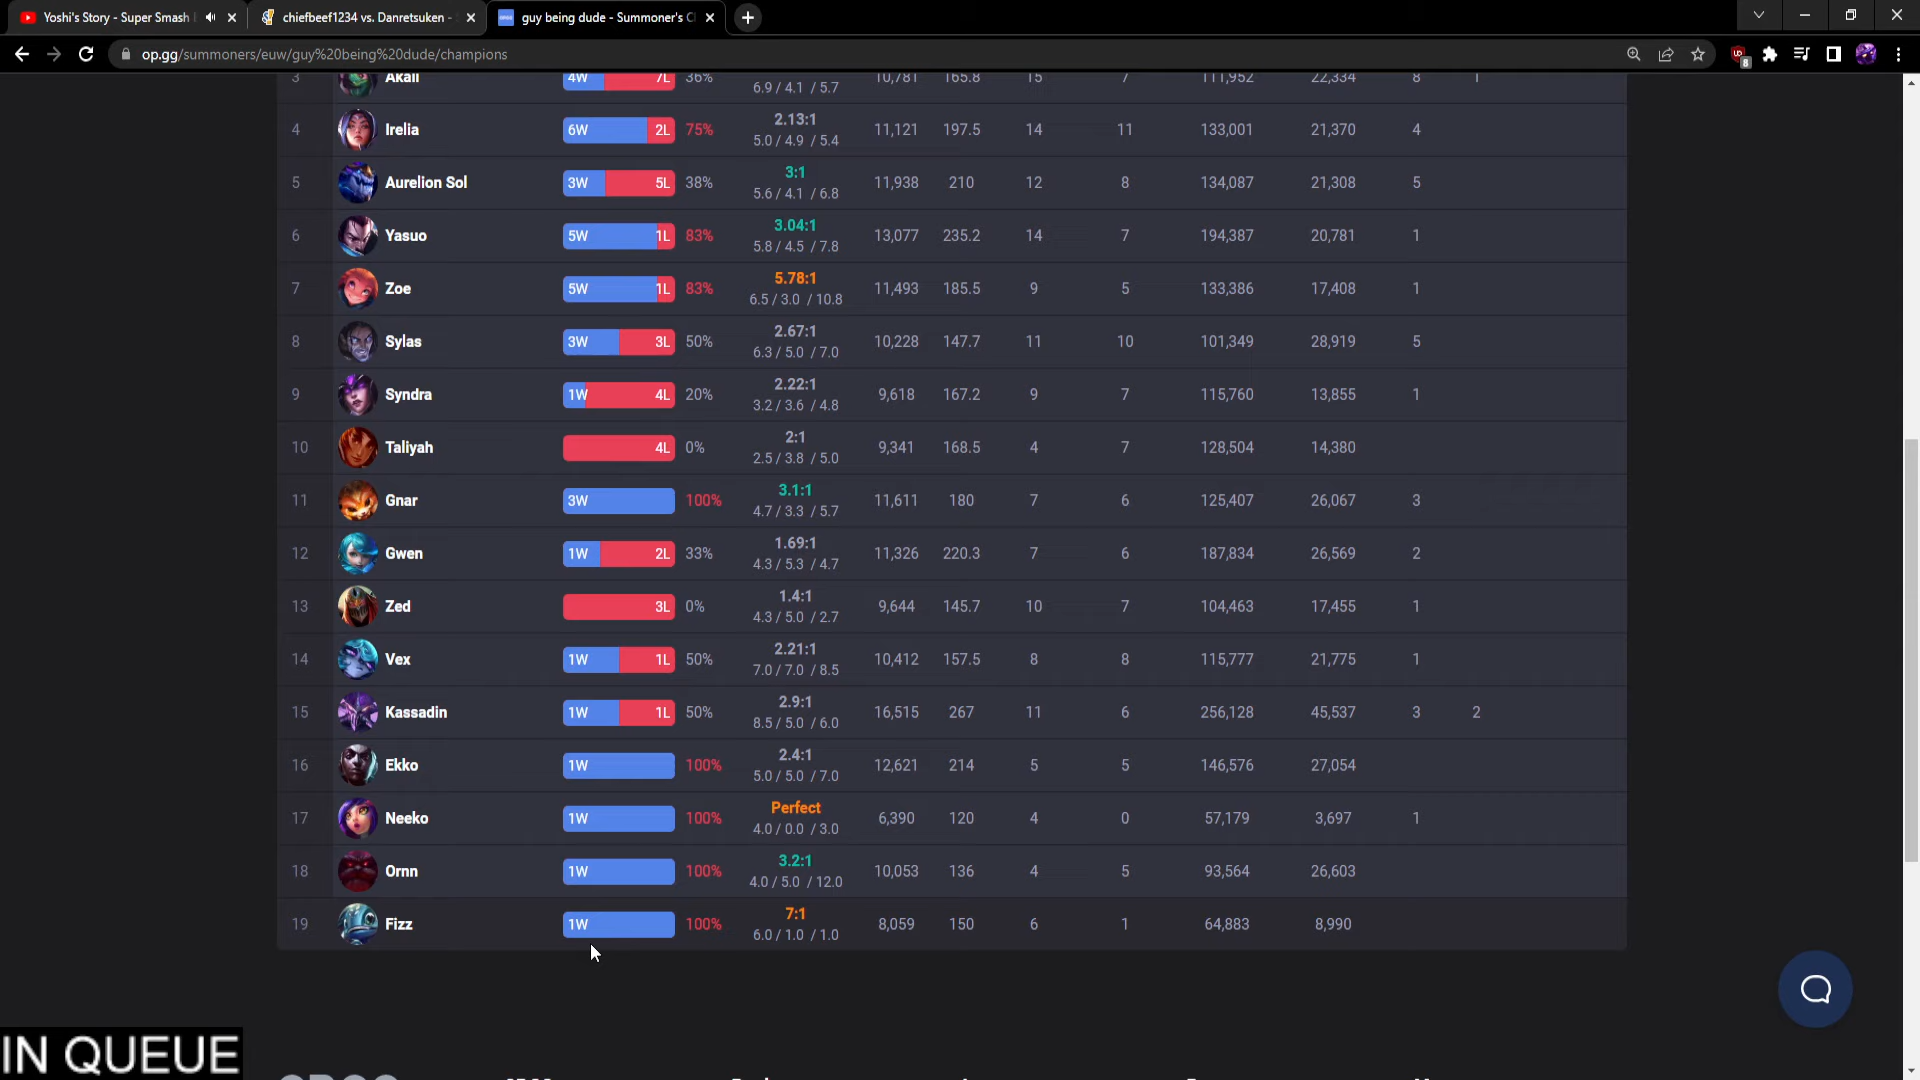 Yoshi's Story - Super Smash
chiefbeef1234 vs. Danretsuken -
guy being dude - Summoner's C
op.gg/summoners/euw/guy%20being%20dude/champions
8
3 Akali 4W 7L 36% 6.9 / 4.1 / 5.7 10,781 165.8 15 7 111,952 22,334 8 1
4 Irelia 6W 2L 75% 2.13:1 5.0 / 4.9 / 5.4 11,121 197.5 14 11 133,001 21,370 4
5 Aurelion Sol 3W 5L 38% 3:1 5.6 / 4.1 / 6.8 11,938 210 12 8 134,087 21,308 5
6 Yasuo 5W 1L 83% 3.04:1 5.8 / 4.5 / 7.8 13,077 235.2 14 7 194,387 20,781 1
7 Zoe 5W 1L 83% 5.78:1 6.5 / 3.0 / 10.8 11,493 185.5 9 5 133,386 17,408 1
8 Sylas 3W 3L 50% 2.67:1 6.3 / 5.0 / 7.0 10,228 147.7 11 10 101,349 28,919 5
9 Syndra 1W 4L 20% 2.22:1 3.2 / 3.6 / 4.8 9,618 167.2 9 7 115,760 13,855 1
10 Taliyah 4L 0% 2:1 2.5 / 3.8 / 5.0 9,341 168.5 4 7 128,504 14,380
11 Gnar 3W 100% 3.1:1 4.7 / 3.3 / 5.7 11,611 180 7 6 125,407 26,067 3
12 Gwen 1W 2L 33% 1.69:1 4.3 / 5.3 / 4.7 11,326 220.3 7 6 187,834 26,569 2
13 Zed 3L 0% 1.4:1 4.3 / 5.0 / 2.7 9,644 145.7 10 7 104,463 17,455 1
14 Vex 1W 1L 50% 2.21:1 7.0 / 7.0 / 8.5 10,412 157.5 8 8 115,777 21,775 1
15 Kassadin 1W 1L 50% 2.9:1 8.5 / 5.0 / 6.0 16,515 267 11 6 256,128 45,537 3 2
16 Ekko 1W 100% 2.4:1 5.0 / 5.0 / 7.0 12,621 214 5 5 146,576 27,054
17 Neeko 1W 100% Perfect 4.0 / 0.0 / 3.0 6,390 120 4 0 57,179 3,697 1
18 Ornn 1W 100% 3.2:1 4.0 / 5.0 / 12.0 10,053 136 4 5 93,564 26,603
19 Fizz 1W 100% 7:1 6.0 / 1.0 / 1.0 8,059 150 6 1 64,883 8,990
IN QUEUE